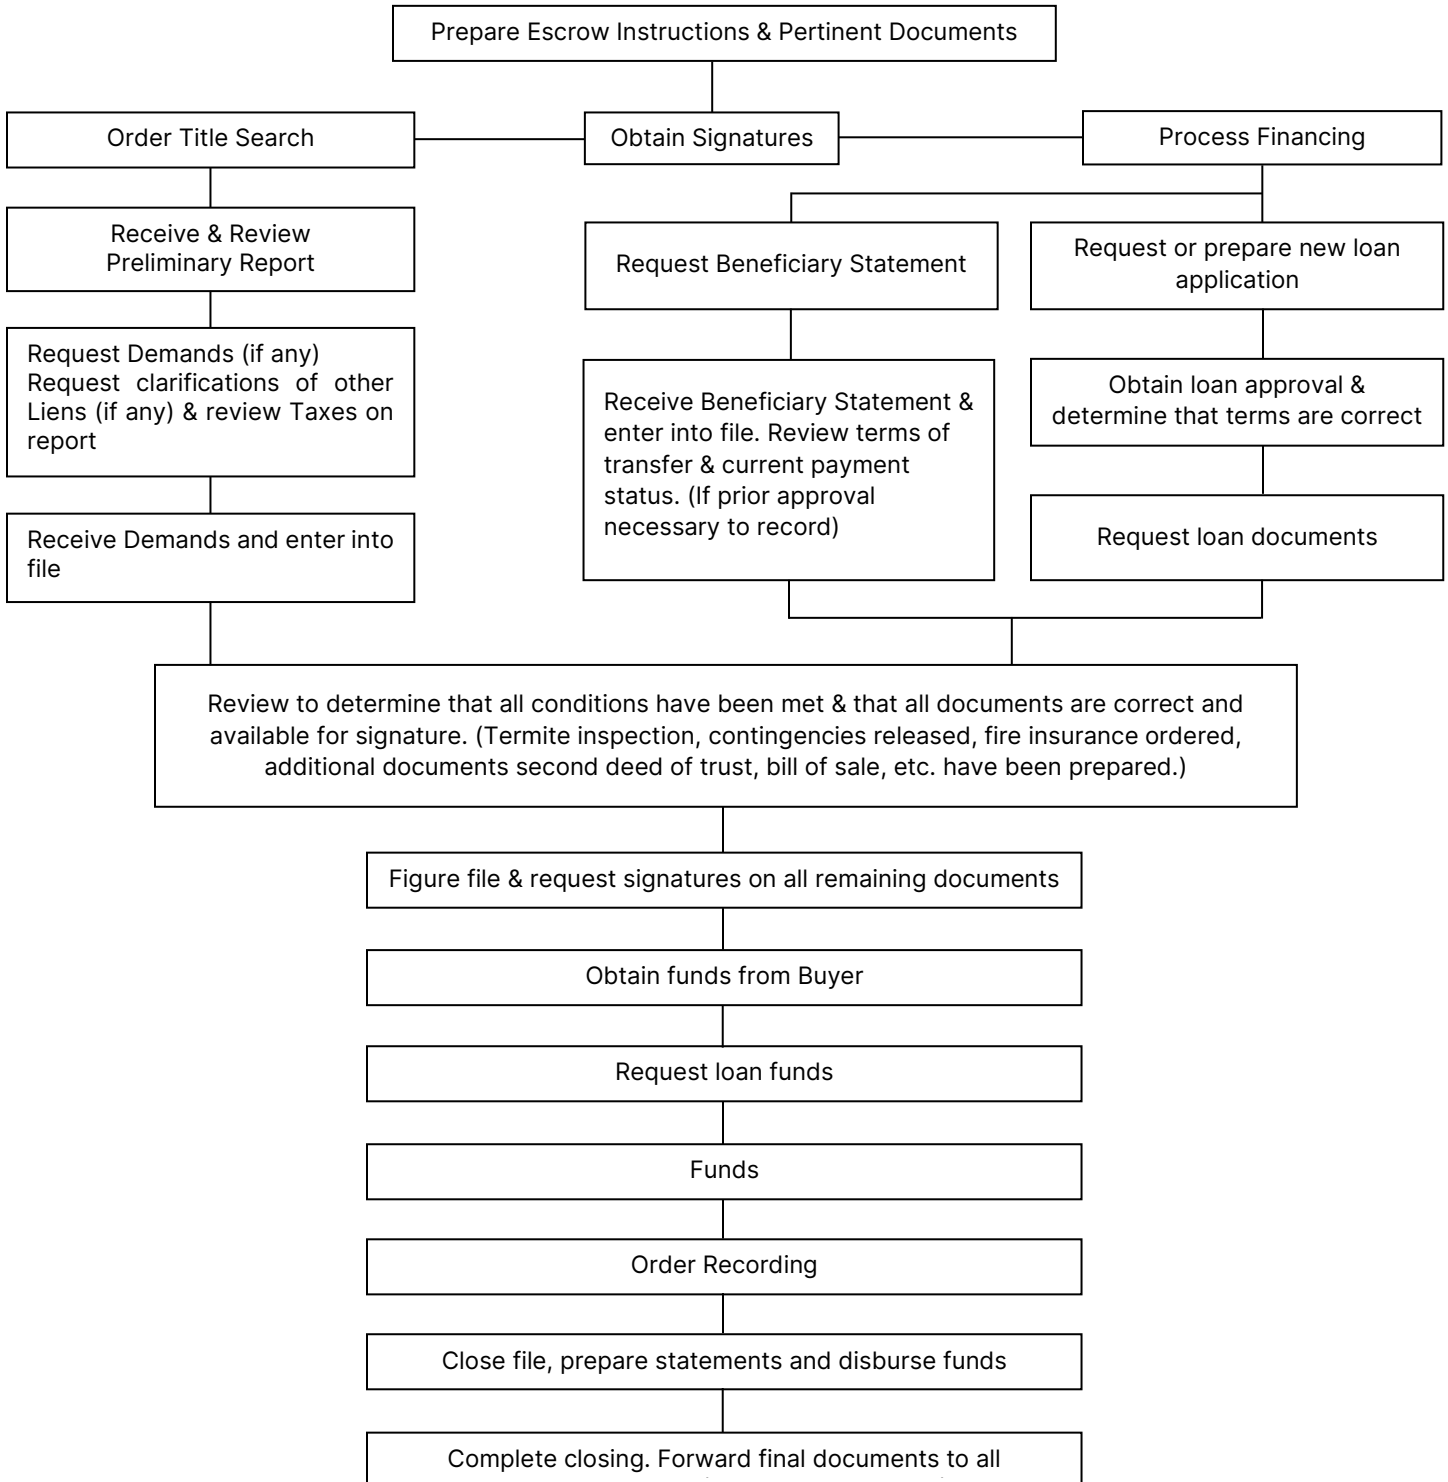 Prepare Escrow Instructions & Pertinent Documents
Order Title Search
Obtain Signatures
Process Financing
Receive & Review
Preliminary Report
Request Demands (if any)
Request clarifications of other
Liens (if any) & review Taxes on
report
Receive Demands and enter into
file
Request Beneficiary Statement
Receive Beneficiary Statement &
enter into file. Review terms of
transfer & current payment
status. (If prior approval
necessary to record)
Request or prepare new loan
application
Obtain loan approval &
determine that terms are correct
Request loan documents
Review to determine that all conditions have been met & that all documents are correct and
available for signature. (Termite inspection, contingencies released, fire insurance ordered,
additional documents second deed of trust, bill of sale, etc. have been prepared.)
Figure file & request signatures on all remaining documents
Obtain funds from Buyer
Request loan funds
Funds
Order Recording
Close file, prepare statements and disburse funds
Complete closing. Forward final documents to all